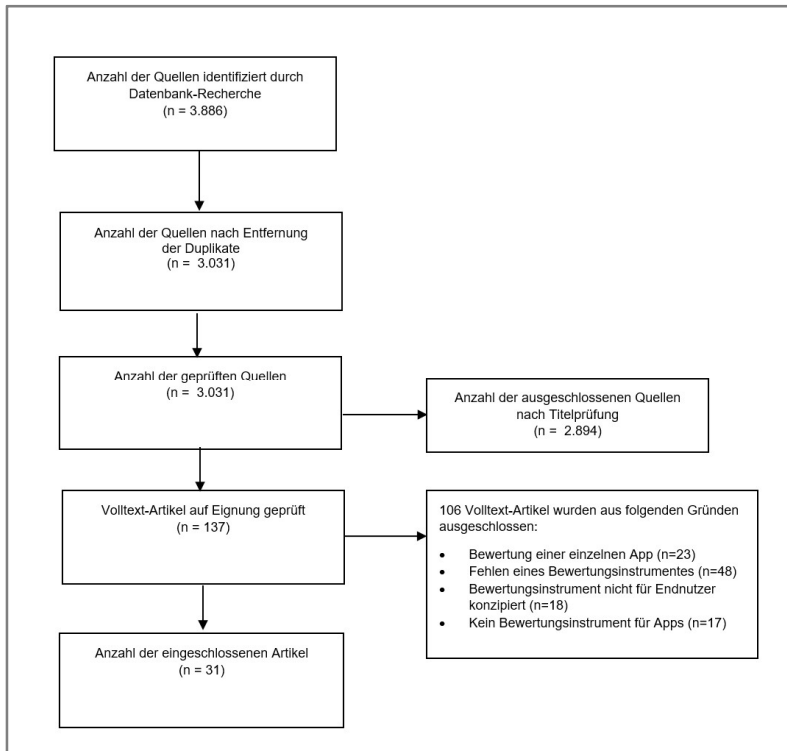 Anzahl der Quellen identifiziert durch
Datenbank-Recherche
(n = 3.886)
Anzahl der Quellen nach Entfernung
der Duplikate
(n = 3.031)
Anzahl der geprüften Quellen
(n = 3.031)
Anzahl der ausgeschlossenen Quellen
nach Titelprüfung
(n = 2.894)
Volltext-Artikel auf Eignung geprüft
(n = 137)
106 Volltext-Artikel wurden aus folgenden Gründen
ausgeschlossen:
• Bewertung einer einzelnen App (n=23)
• Fehlen eines Bewertungsinstrumentes (n=48)
• Bewertungsinstrument nicht für Endnutzer
konzipiert (n=18)
• Kein Bewertungsinstrument für Apps (n=17)
Anzahl der eingeschlossenen Artikel
(n = 31)